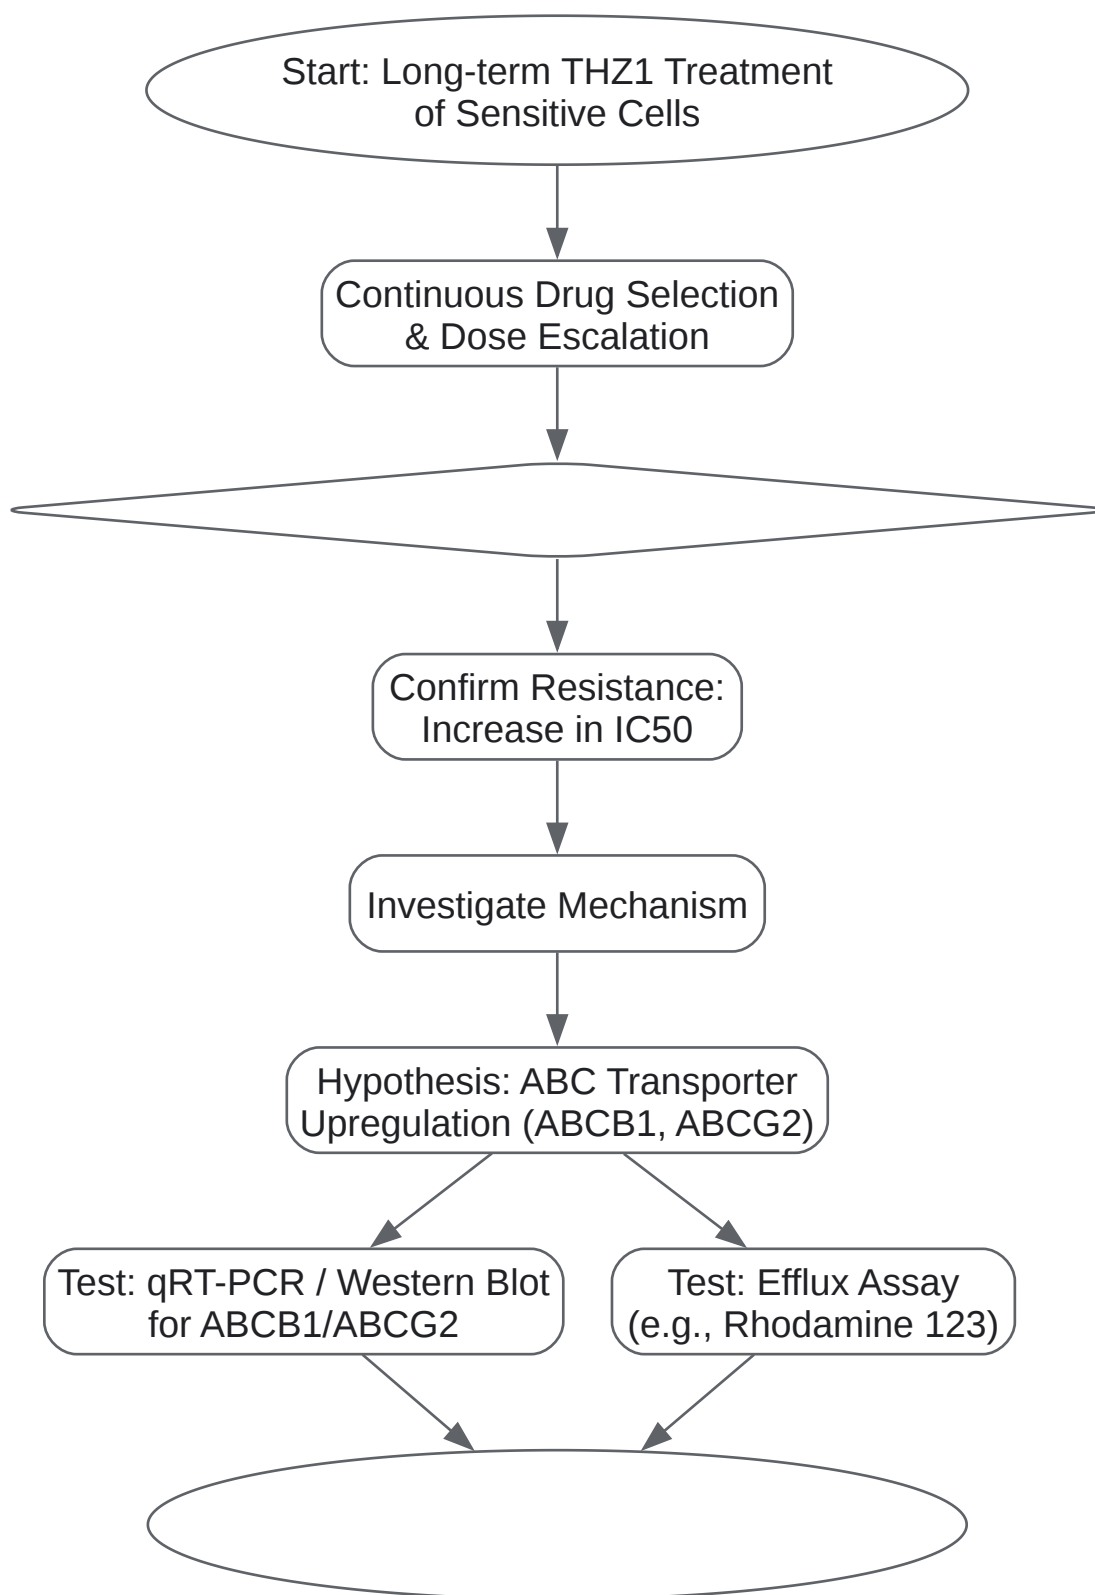 Start: Long-term THZ1 Treatment
of Sensitive Cells
Continuous Drug Selection
& Dose Escalation
Confirm Resistance:
Increase in IC50
Investigate Mechanism
Hypothesis: ABC Transporter
Upregulation (ABCB1, ABCG2)
Test: qRT-PCR / Western Blot
for ABCB1/ABCG2
Test: Efflux Assay
(e.g., Rhodamine 123)